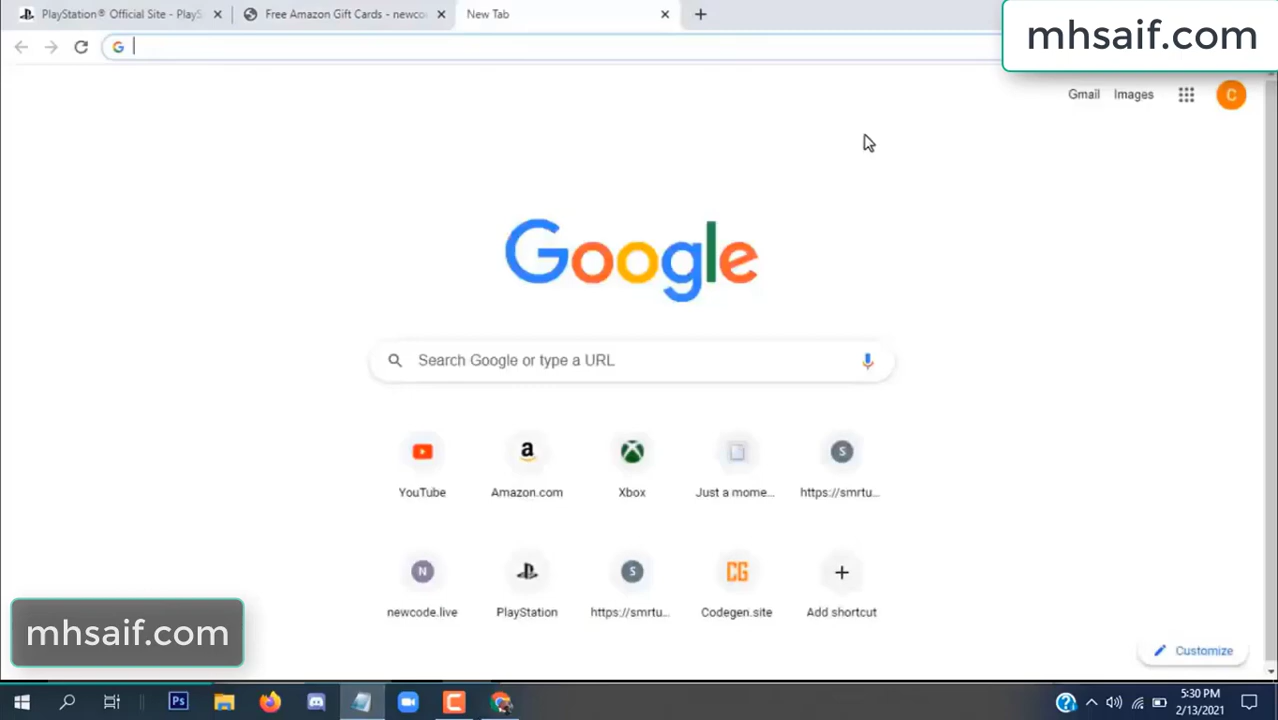 PlayStation® Official Site - PlayS
Free Amazon Gift Cards - newco
New Tab
mhsaif.com
Gmail
Images
C
Google
Search Google or type a URL
YouTube
Amazon.com
Xbox
Just a mome...
S
https://smrtu...
N
newcode.live
PlayStation
S
https://smrtu...
CG
Codegen.site
Add shortcut
mhsaif.com
Customize
Ps
5:30 PM
2/13/2021